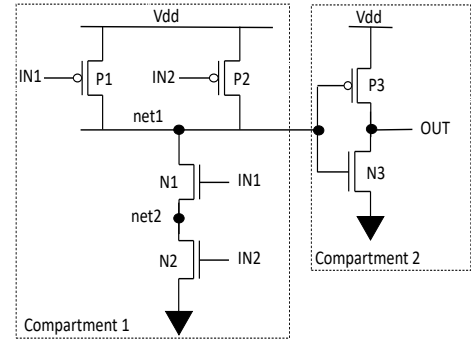 Vdd
Vdd
IN1
P1
IN2
P2
P3
net1
OUT
N1
IN1
N3
net2
N2
IN2
Compartment 2
Compartment 1